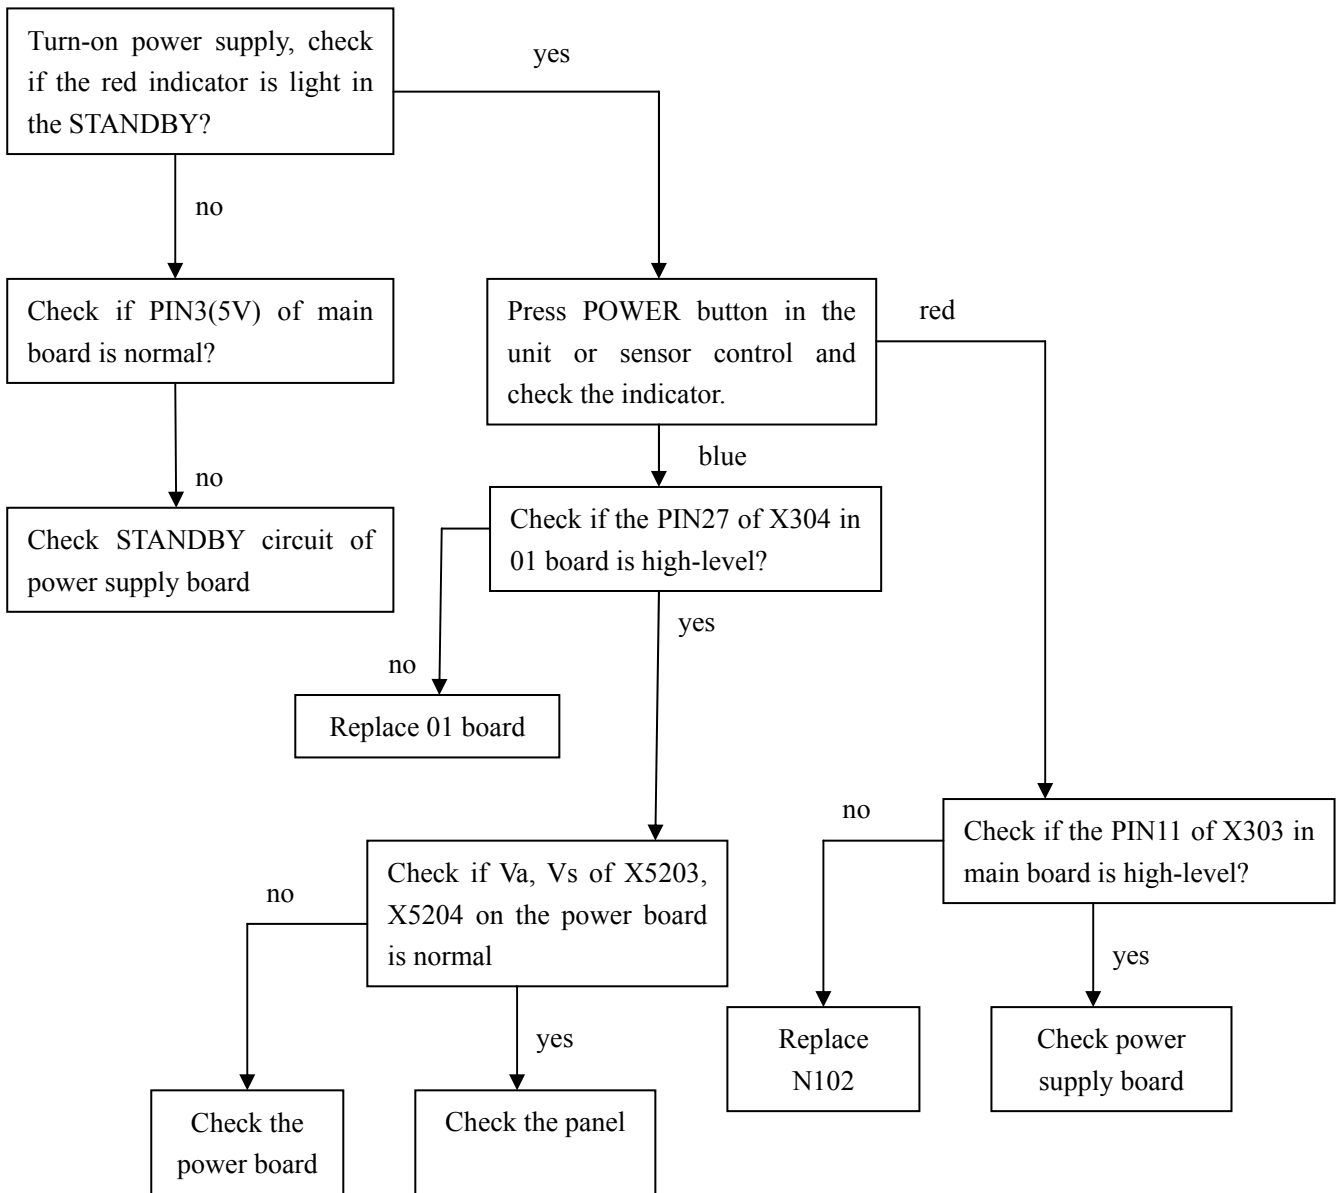 Turn-on power supply, check
if the red indicator is light in
the STANDBY?
yes
no
Check if PIN3(5V) of main
board is normal?
Press POWER button in the
unit or sensor control and
check the indicator.
red
blue
no
Check STANDBY circuit of
power supply board
Check if the PIN27 of X304 in
01 board is high-level?
yes
no
Replace 01 board
no
Check if the PIN11 of X303 in
main board is high-level?
Check if Va, Vs of X5203,
X5204 on the power board
is normal
no
yes
yes
Replace
N102
Check power
supply board
Check the
power board
Check the panel